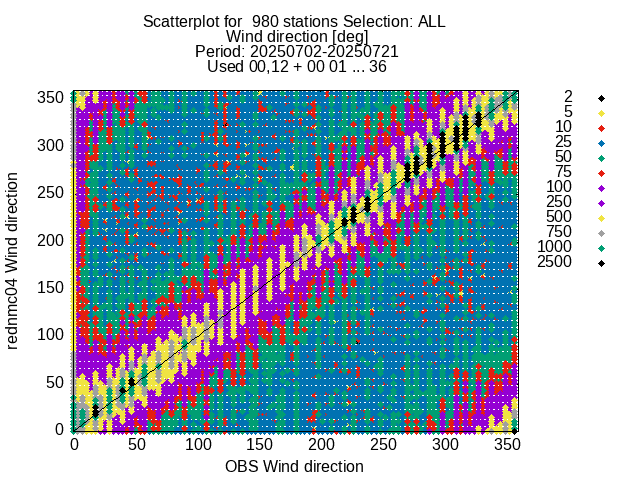 Scatterplot for  980 stations Selection: ALL
Wind direction [deg]
Period: 20250702-20250721
Used 00,12 + 00 01 ... 36
rednmc04 Wind direction
350
300
250
200
150
100
50
0
0 50 100 150 200 250 300 350
OBS Wind direction
2
5
10
25
50
75
100
250
500
750
1000
2500